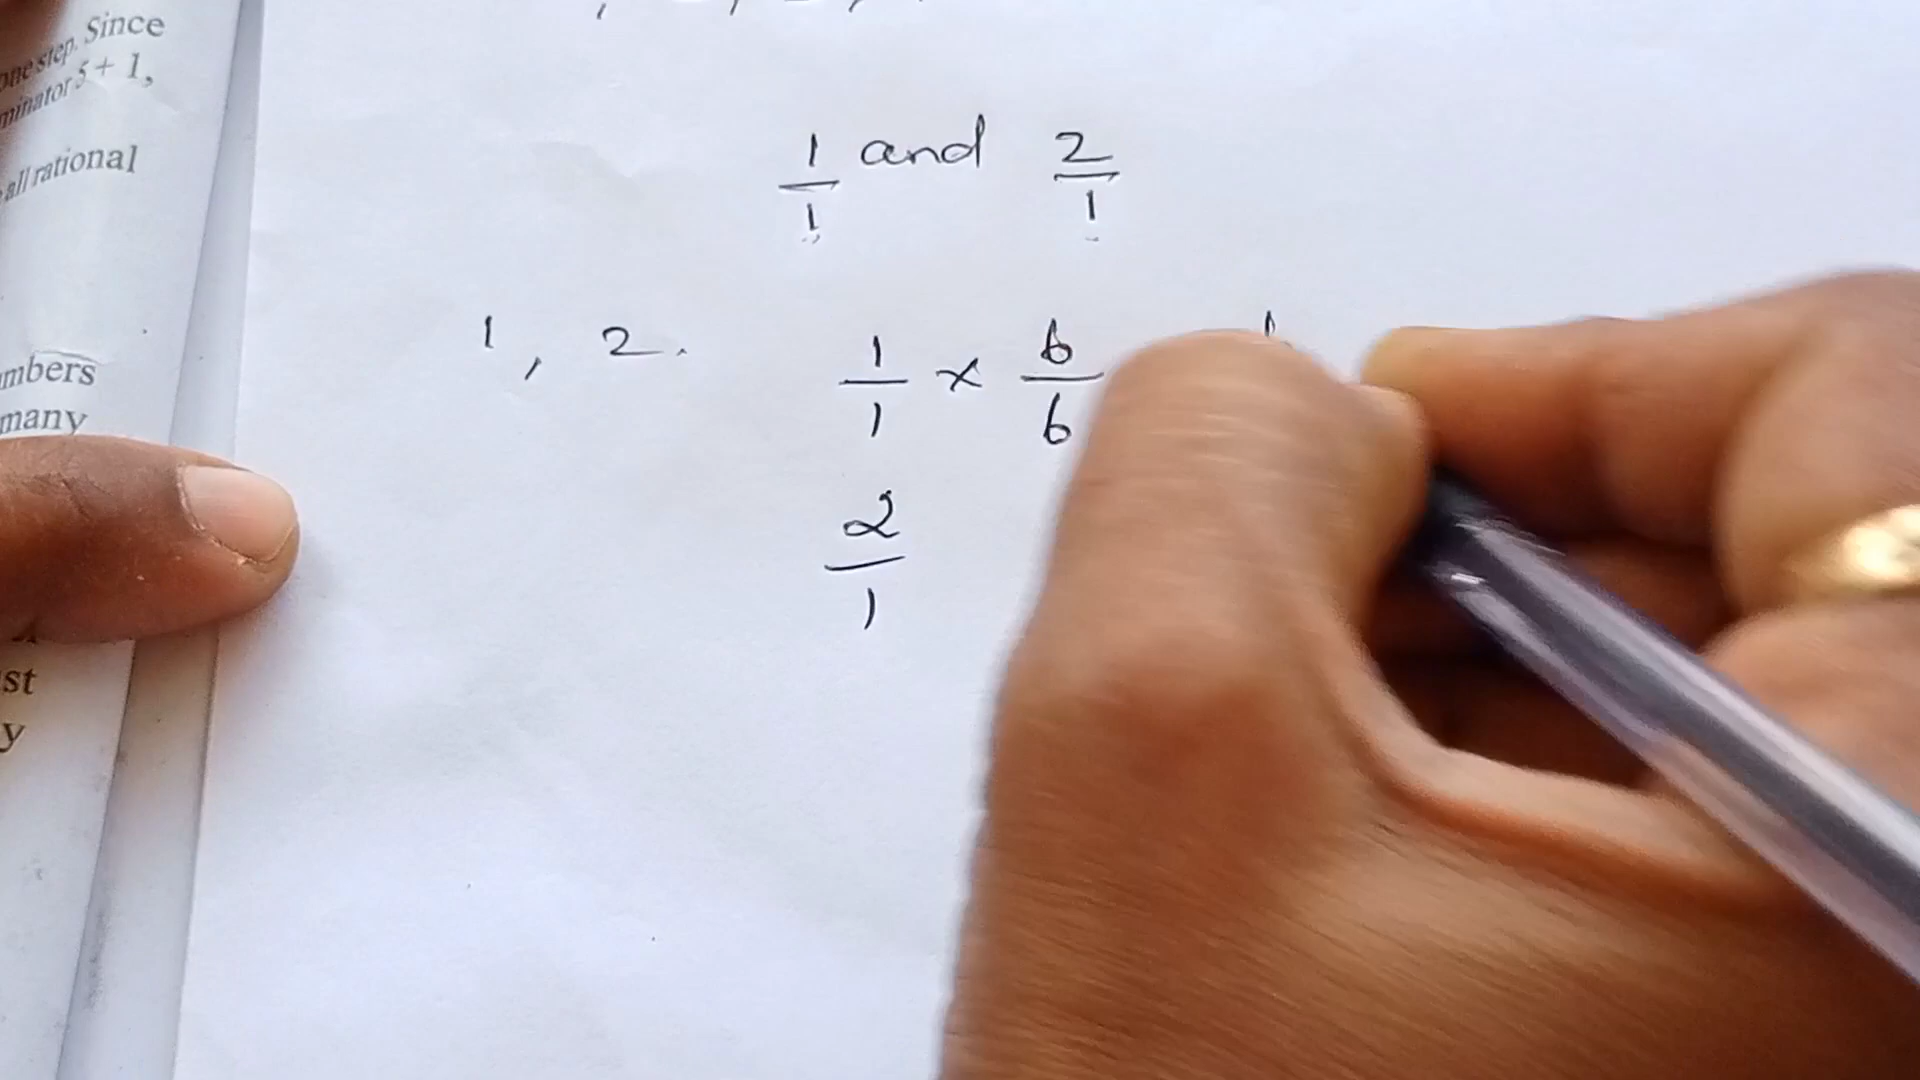 one step. Since
minator 5 + 1,
all rational
mbers
many
st
y
1/1 and 2/1
1, 2. 1/1 × 6/6
2/1